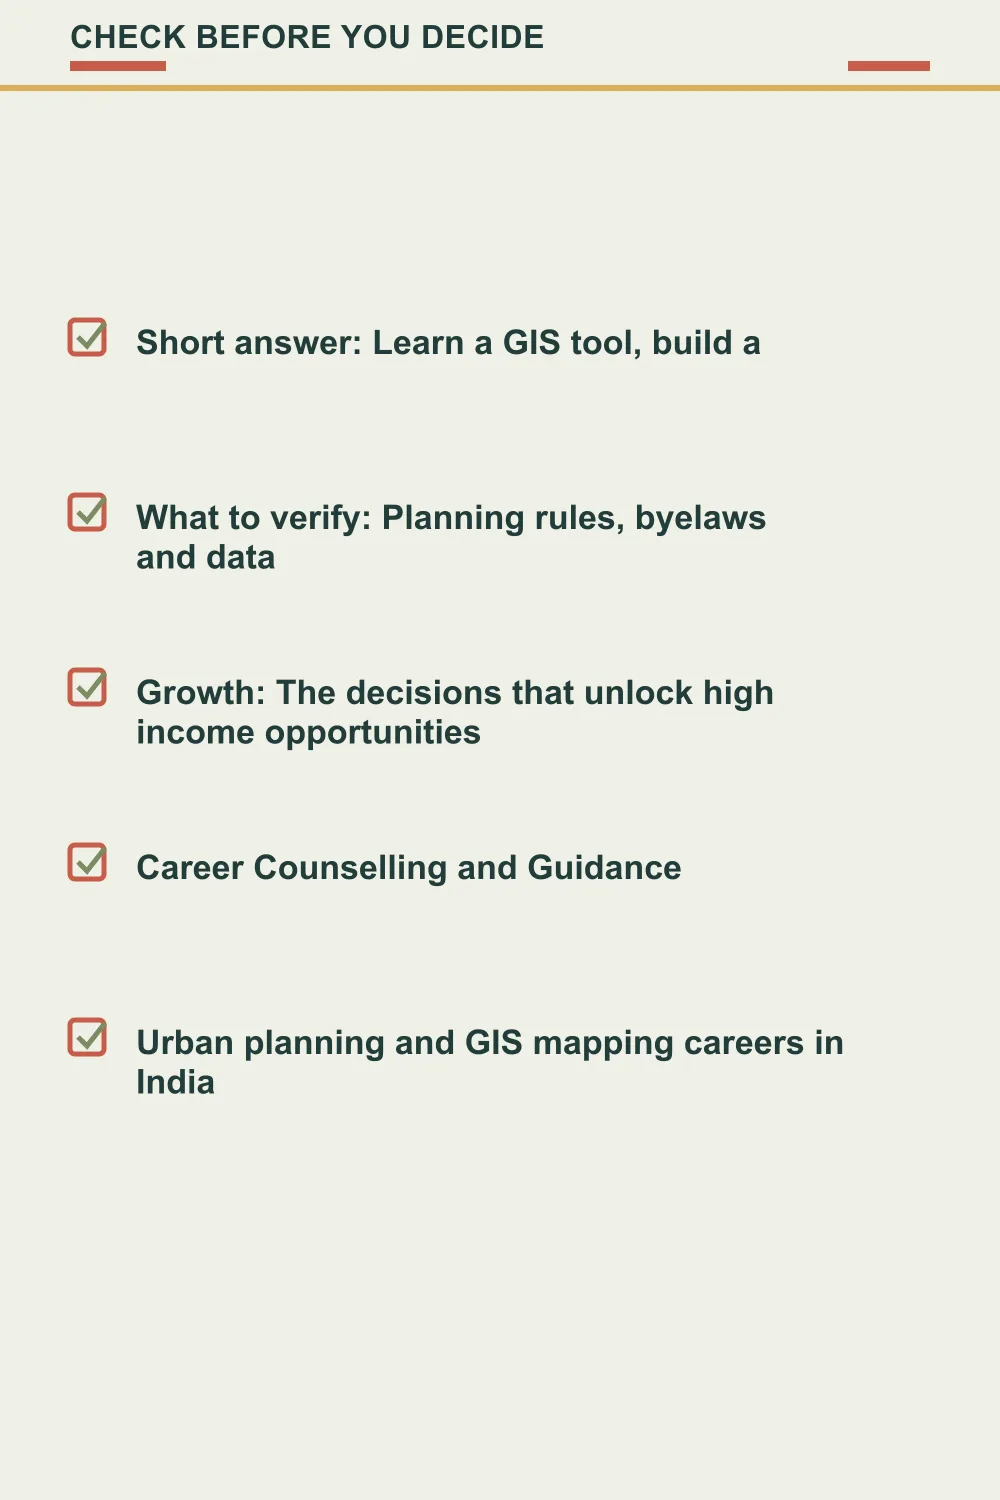 CHECK BEFORE YOU DECIDE
Short answer: Learn a GIS tool, build a
What to verify: Planning rules, byelaws
and data
Growth: The decisions that unlock high
income opportunities
Career Counselling and Guidance
Urban planning and GIS mapping careers in
India